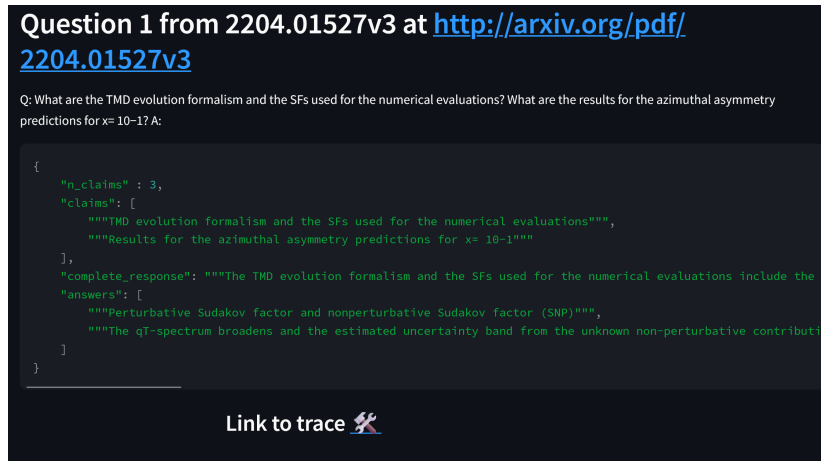 Question 1 from 2204.01527v3 at http://arxiv.org/pdf/
2204.01527v3
Q: What are the TMD evolution formalism and the SFs used for the numerical evaluations? What are the results for the azimuthal asymmetry
predictions for x= 10−1? A:
{
"n_claims" : 3,
"claims": [
"""TMD evolution formalism and the SFs used for the numerical evaluations""",
"""Results for the azimuthal asymmetry predictions for x= 10-1"""
],
"complete_response": """The TMD evolution formalism and the SFs used for the numerical evaluations include the
"answers": [
"""Perturbative Sudakov factor and nonperturbative Sudakov factor (SNP)""",
"""The qT-spectrum broadens and the estimated uncertainty band from the unknown non-perturbative contributi
]
}
Link to trace 🛠️